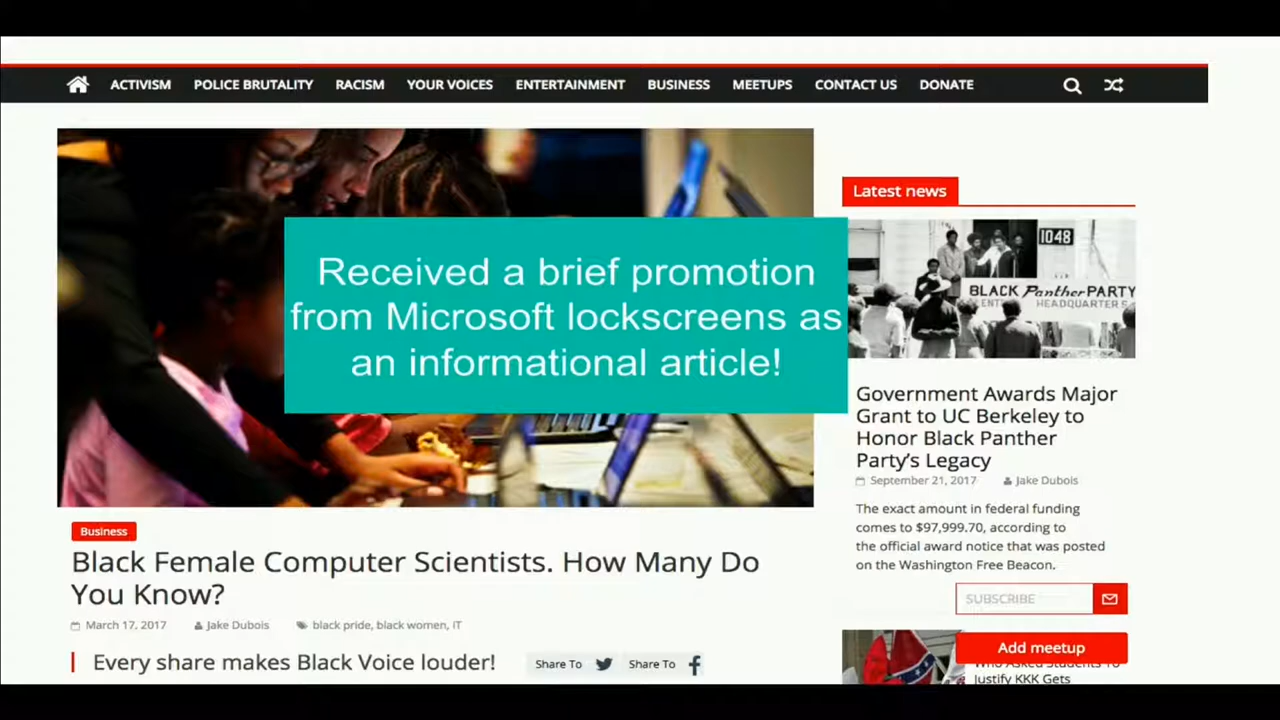 ACTIVISM POLICE BRUTALITY RACISM YOUR VOICES ENTERTAINMENT BUSINESS MEETUPS CONTACT US DONATE
Received a brief promotion
from Microsoft lockscreens as
an informational article!
Business
Black Female Computer Scientists. How Many Do
You Know?
March 17, 2017 Jake Dubois black pride, black women, IT
Every share makes Black Voice louder! Share To Share To
Latest news
1048
BLACK Panther PARTY
HEADQUARTERS
Government Awards Major
Grant to UC Berkeley to
Honor Black Panther
Party's Legacy
September 21, 2017 Jake Dubois
The exact amount in federal funding
comes to $97,999.70, according to
the official award notice that was posted
on the Washington Free Beacon.
SUBSCRIBE
Add meetup
Who Asked Students To
Justify KKK Gets